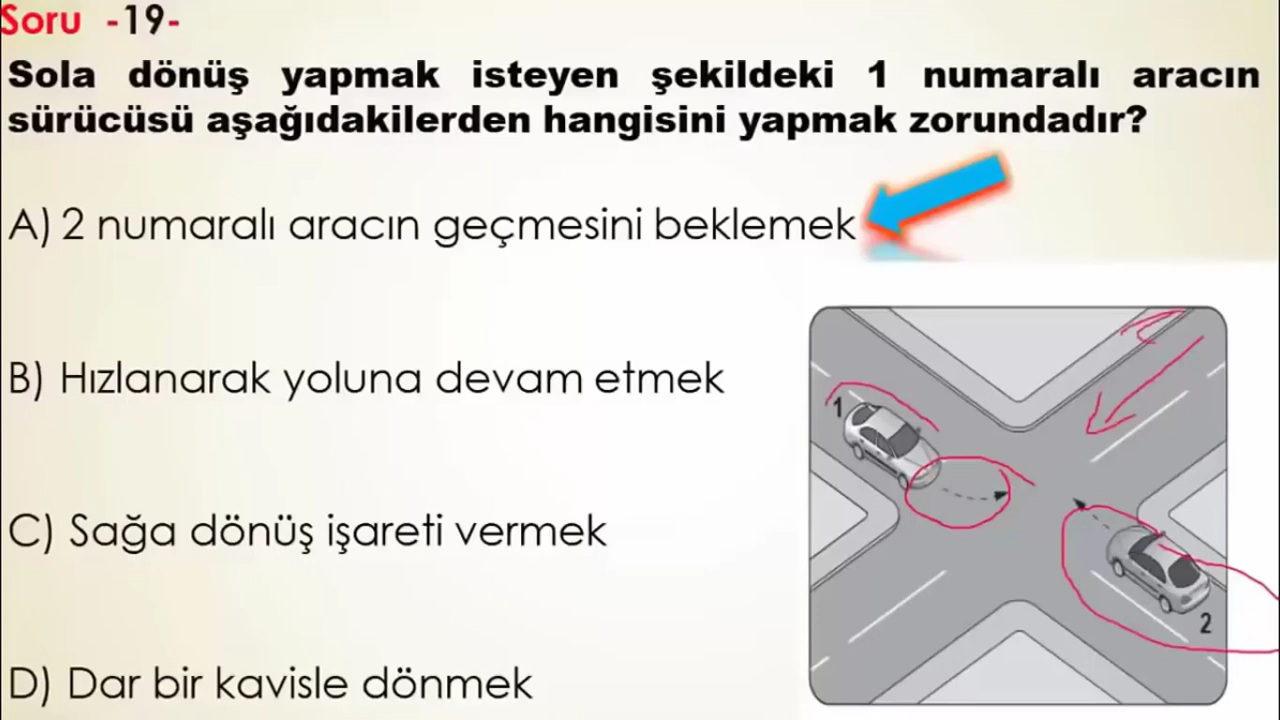 Soru -19-
Sola dönüş yapmak isteyen şekildeki 1 numaralı aracın
sürücüsü aşağıdakilerden hangisini yapmak zorundadır?
A) 2 numaralı aracın geçmesini beklemek
B) Hızlanarak yoluna devam etmek
C) Sağa dönüş işareti vermek
D) Dar bir kavisle dönmek
1
2